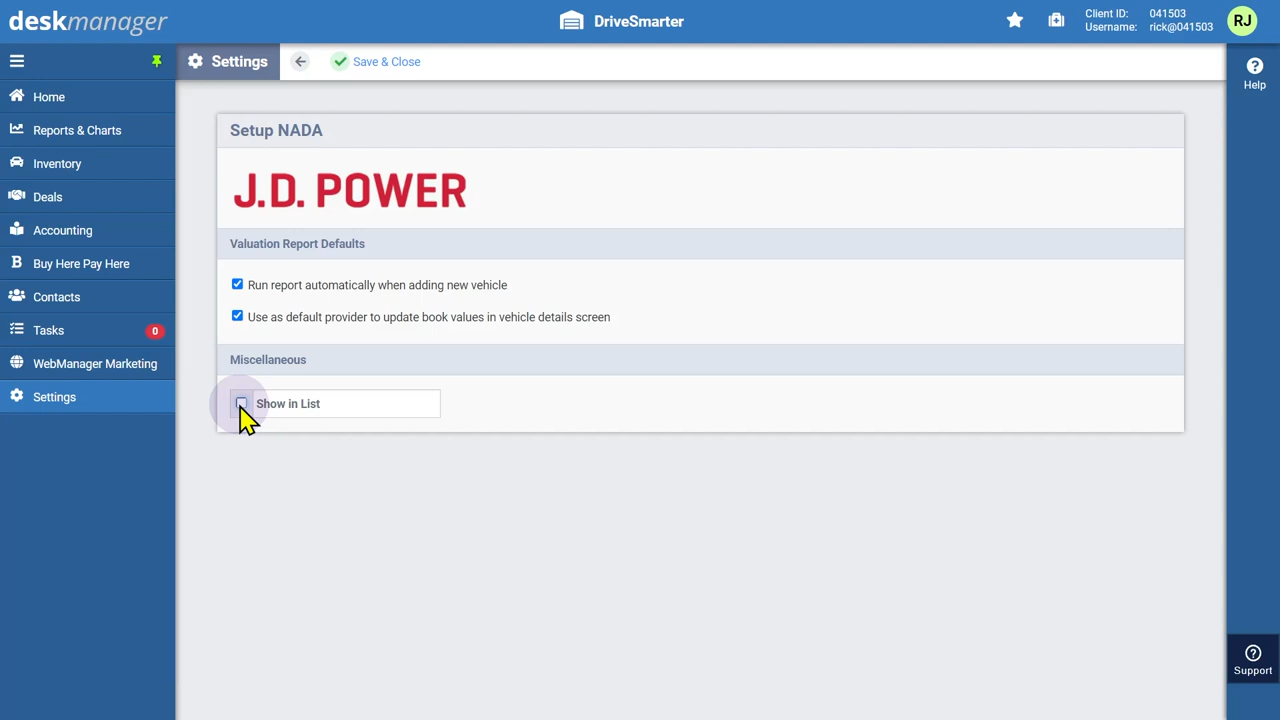 deskmanager
DriveSmarter
Client ID: 041503
Username: rick@041503
RJ
Settings
Save & Close
Help
Home
Reports & Charts
Inventory
Deals
Accounting
Buy Here Pay Here
Contacts
Tasks 0
WebManager Marketing
Settings
Setup NADA
J.D. POWER
Valuation Report Defaults
Run report automatically when adding new vehicle
Use as default provider to update book values in vehicle details screen
Miscellaneous
Show in List
Support